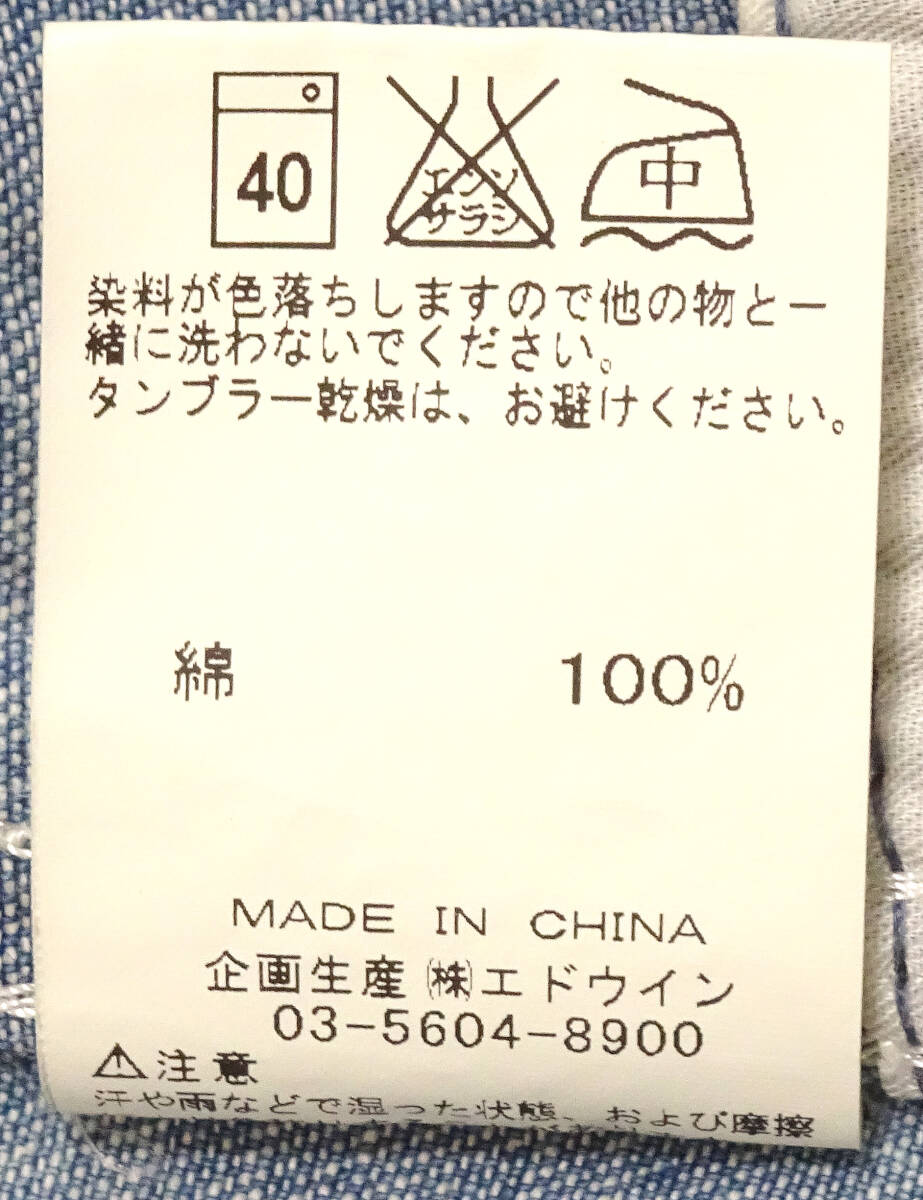 40
エンソ
サラシ
中
染料が色落ちしますので他の物と一
緒に洗わないでください。
タンブラー乾燥は、お避けください。
綿 100%
MADE IN CHINA
企画生産 ㈱エドウイン
03-5604-8900
⚠注意
汗や雨などで湿った状態、および摩擦